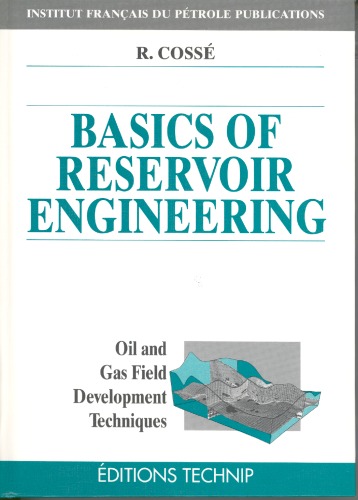 INSTITUT FRANÇAIS DU PÉTROLE PUBLICATIONS
R. COSSÉ
BASICS OF
RESERVOIR
ENGINEERING
Oil and
Gas Field
Development
Techniques
ÉDITIONS TECHNIP